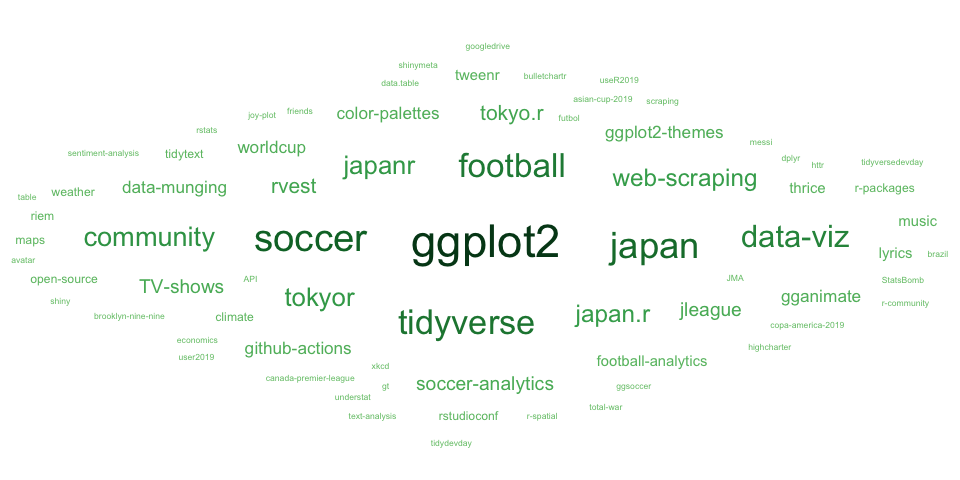 googledrive
shinymeta
tweenr
bulletchartr
data.table
useR2019
asian-cup-2019
scraping
joy-plot
friends
color-palettes
tokyo.r
futbol
rstats
ggplot2-themes
messi
sentiment-analysis
tidytext
worldcup
japanr
football
dplyr
httr
tidyversedevday
table
weather
data-munging
rvest
web-scraping
thrice
r-packages
riem
music
maps
community
soccer
ggplot2
japan
data-viz
lyrics
brazil
avatar
open-source
TV-shows
API
JMA
StatsBomb
shiny
tokyor
gganimate
r-community
brooklyn-nine-nine
climate
tidyverse
japan.r
jleague
copa-america-2019
economics
user2019
github-actions
highcharter
xkcd
football-analytics
canada-premier-league
gt
soccer-analytics
ggsoccer
understat
total-war
text-analysis
rstudioconf
r-spatial
tidydevday